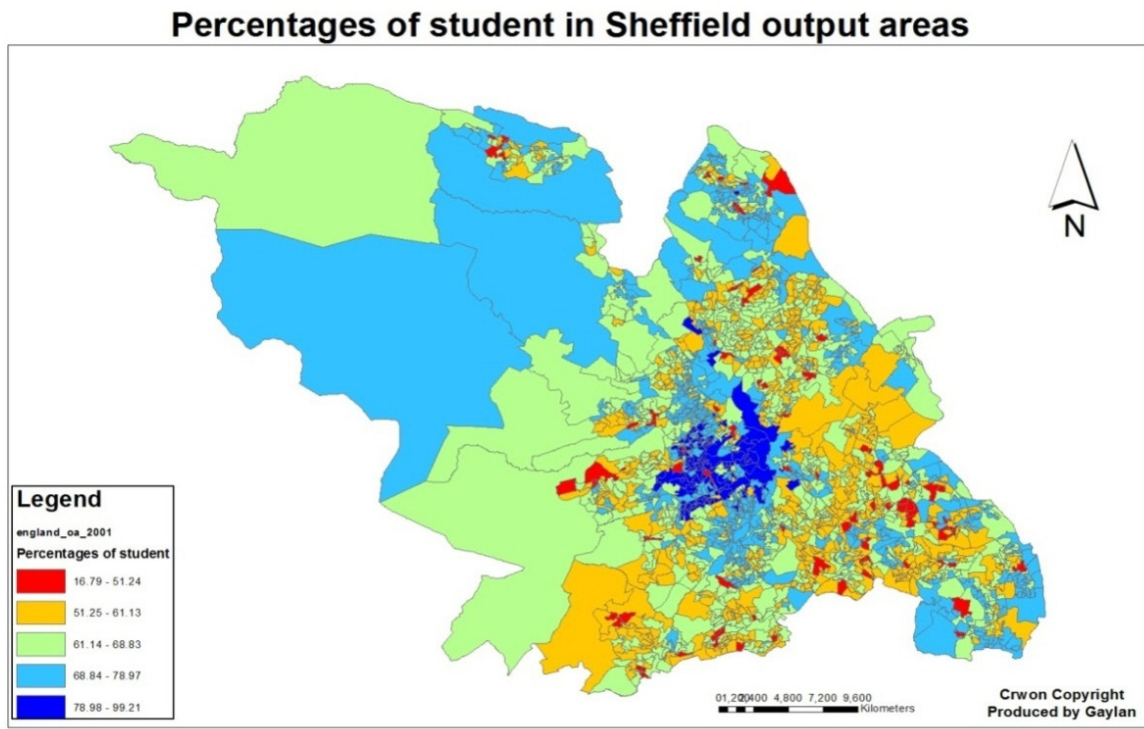 Percentages of student in Sheffield output areas
N
Legend
england_oa_2001
Percentages of student
16.79 - 51.24
51.25 - 61.13
61.14 - 68.83
68.84 - 78.97
78.98 - 99.21
4,800 7,200 9,600
Kilometers
Crwon Copyright
Produced by Gaylan